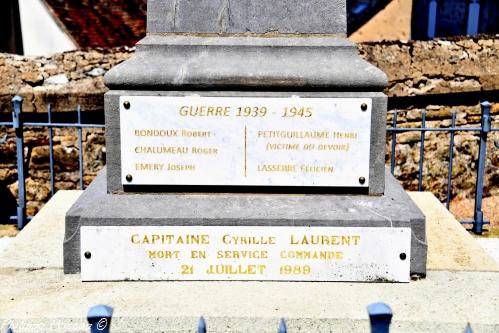 GUERRE 1939 - 1945
BONDOUX ROBERT
CHALUMEAU ROGER
EMERY JOSEPH
PETITGUILLAUME HENRI
(VICTIME DU DEVOIR)
LASSERRE FÉLICIEN
CAPITAINE CYRILLE LAURENT
MORT EN SERVICE COMMANDE
21 JUILLET 1989